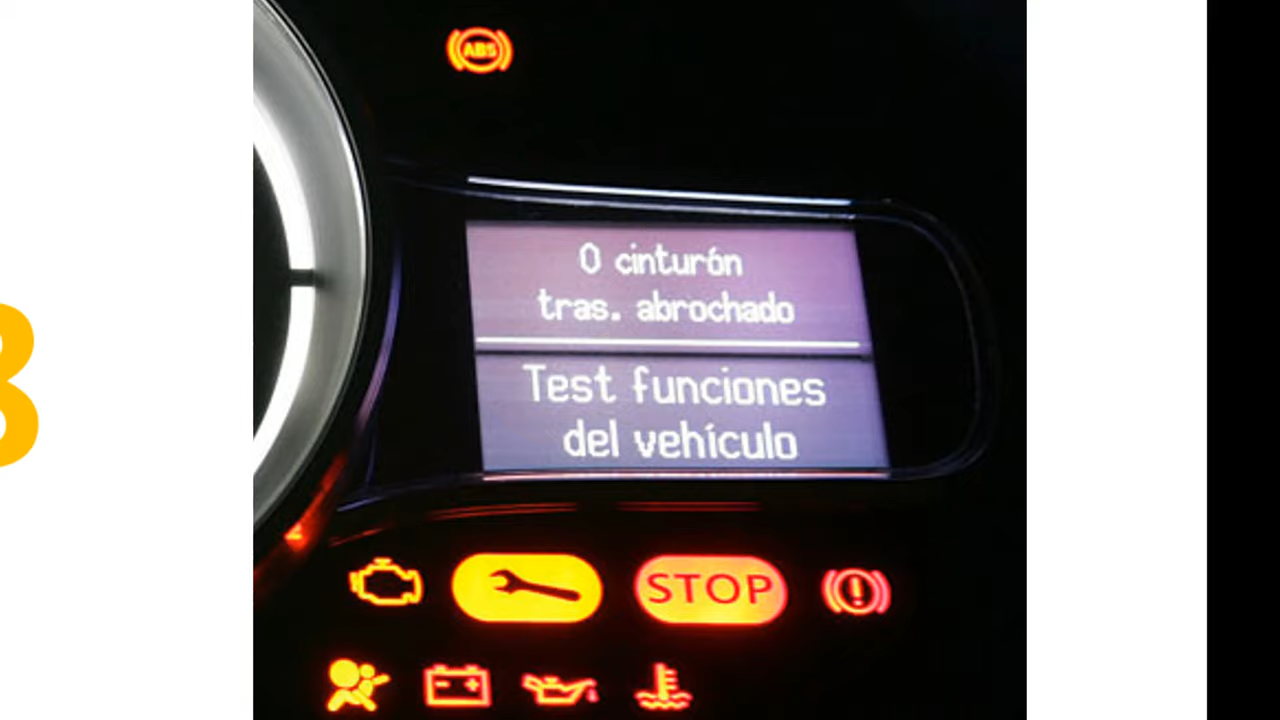 ABS
0 cinturón
tras. abrochado
Test funciones
del vehículo
STOP